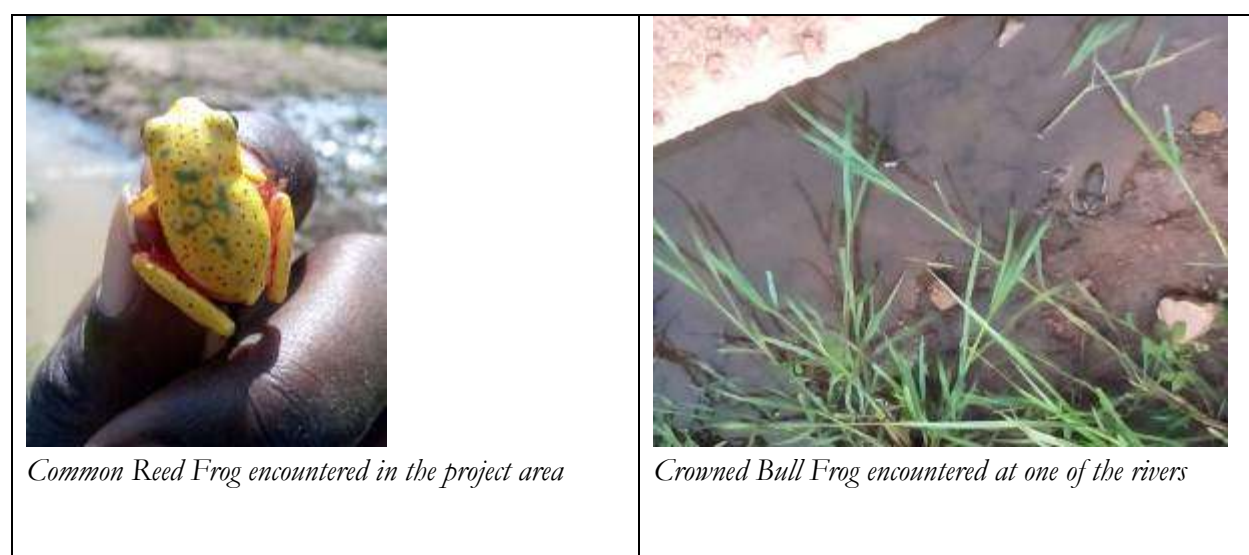 Common Reed Frog encountered in the project area
Crowned Bull Frog encountered at one of the rivers